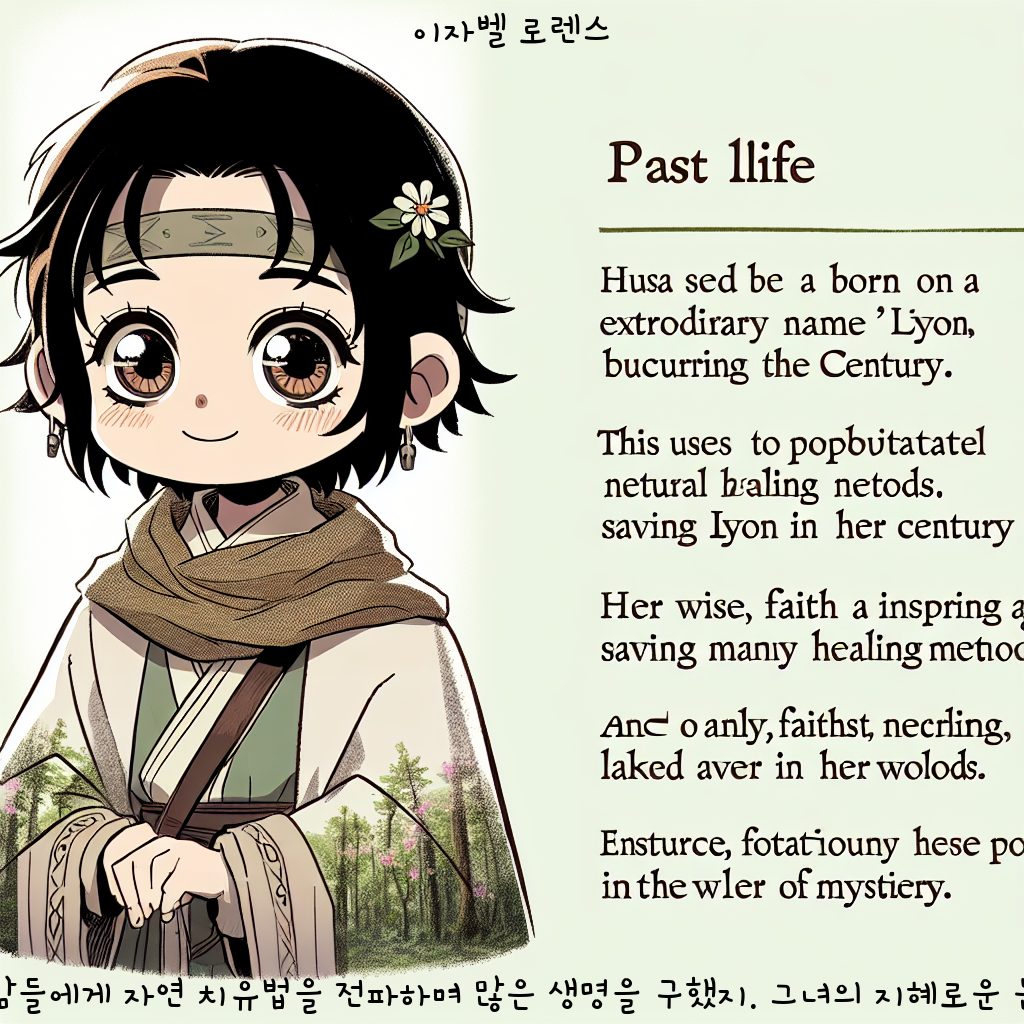 이자벨 로렌스
Past llife
Husa sed be a born on a
extrodirary name ’Lyon,
bucurring the Century.
This uses to popbutatatel
netural healing netods.
saving Iyon in her century
Her wise, faith a inspring
saving many healing
And o anly, faithst, necrling,
laked aver in her wolods.
Ensturce, fotatiouny hese po
in the wler of mystiery.
람들에게 자연 치유법을 전파하며 많은 생명을 구했지. 그녀의 지혜로운